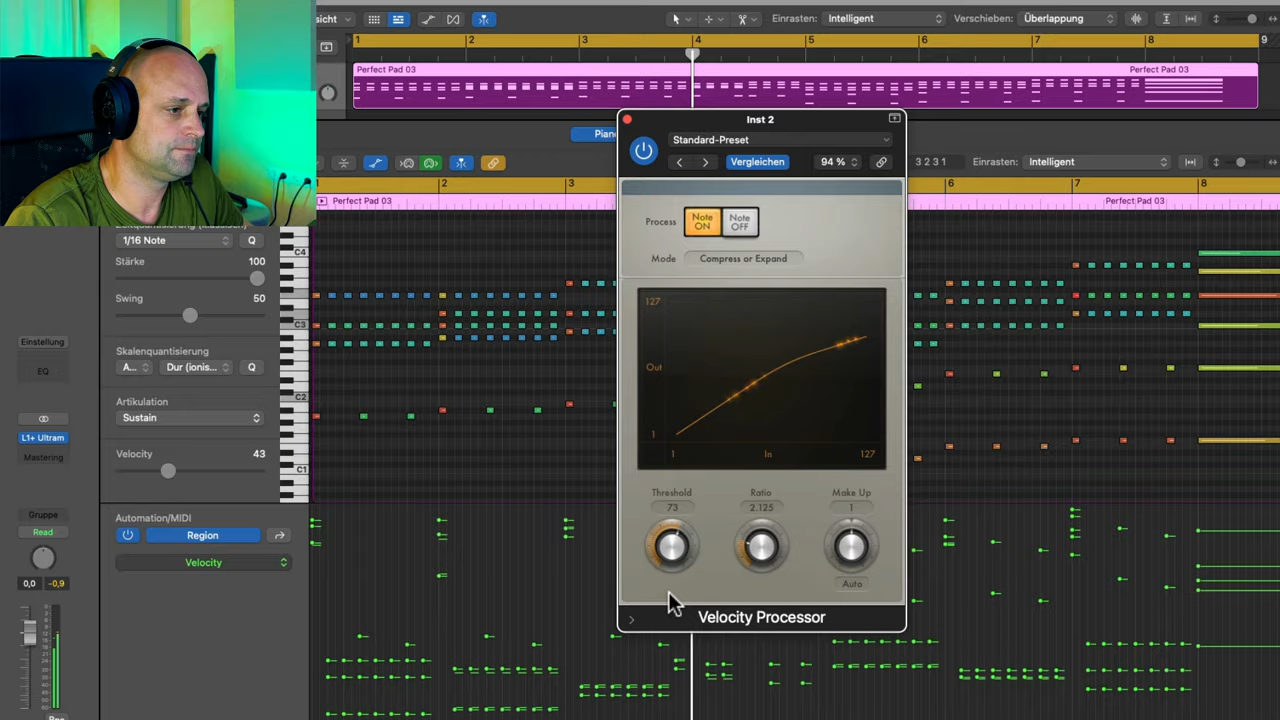 sicht
Einrasten: Intelligent
Verschieben: Überlappung
1 2 3 4 5 6 7 8 9
Perfect Pad 03
Perfect Pad 03
Inst 2
Standard-Preset
Vergleichen
94 %
3 2 3 1
Einrasten: Intelligent
2 3 6 7 8
Perfect Pad 03
Perfect Pad 03
1/16 Note
Q
Stärke
100
Swing
50
Skalenquantisierung
A...
Dur (ionis...
Q
Artikulation
Sustain
Velocity
43
Automation/MIDI
Region
Velocity
Einstellung
EQ
L1+ Ultram
Mastering
Gruppe
Read
0,0
-0,9
C4
C3
C2
C1
Process
Note
ON
Note
OFF
Mode
Compress or Expand
127
Out
1
1
In
127
Threshold
Ratio
Make Up
73
2.125
1
Auto
Velocity Processor